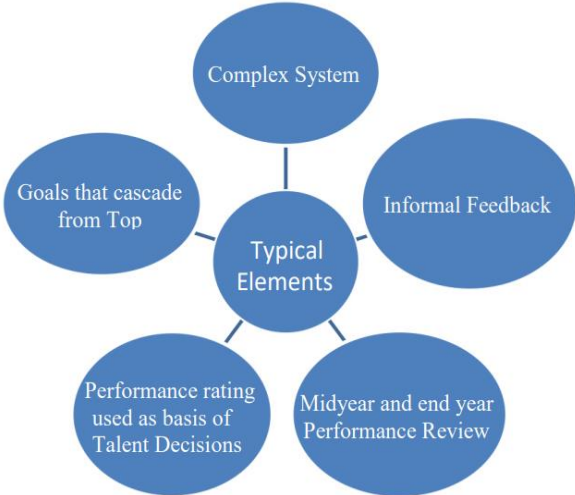 Complex System
Goals that cascade
from Top
Informal Feedback
Typical
Elements
Performance rating
used as basis of
Talent Decisions
Midyear and end year
Performance Review